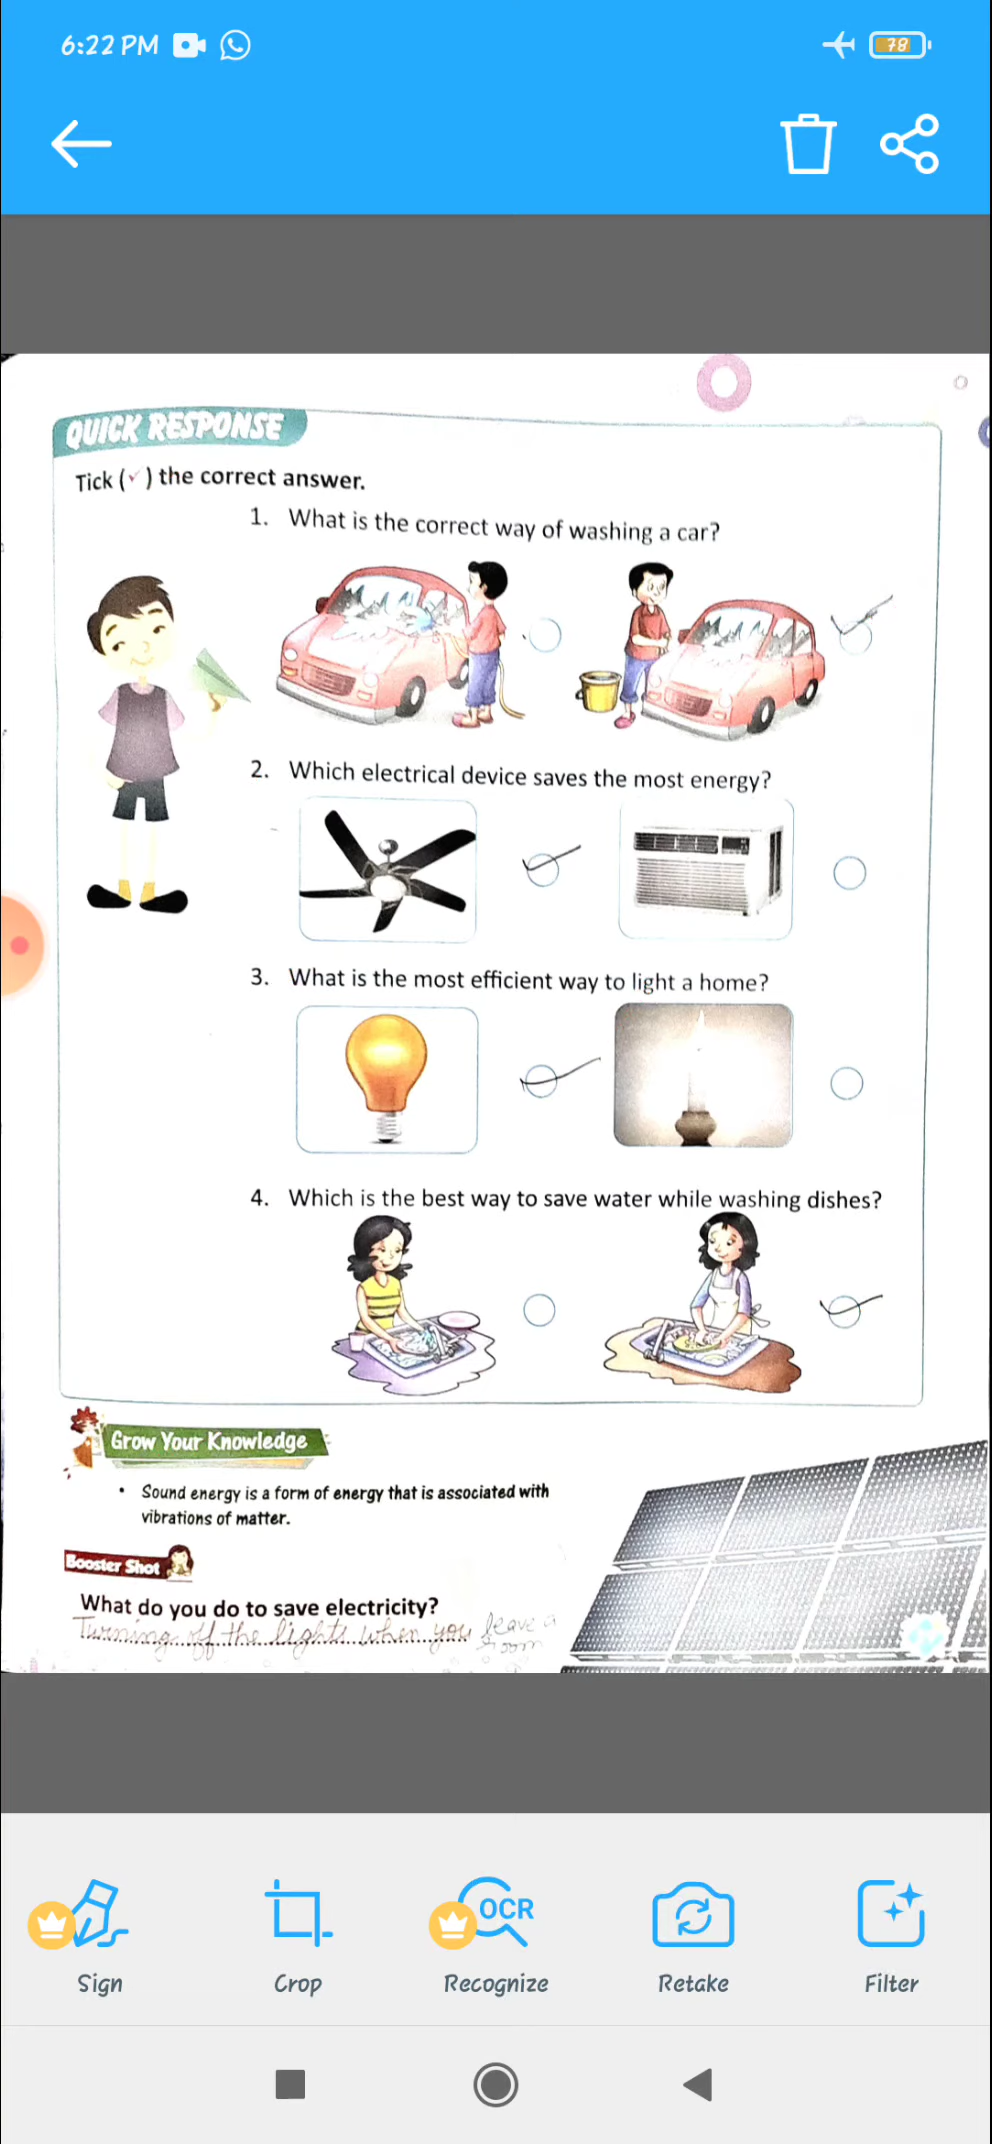 6:22 PM
78
QUICK RESPONSE
Tick (✓) the correct answer.
1. What is the correct way of washing a car?
2. Which electrical device saves the most energy?
3. What is the most efficient way to light a home?
4. Which is the best way to save water while washing dishes?
Grow Your Knowledge
• Sound energy is a form of energy that is associated with
vibrations of matter.
Booster Shot
What do you do to save electricity?
Turning off the lights when you leave a
room
OCR
Sign
Crop
Recognize
Retake
Filter